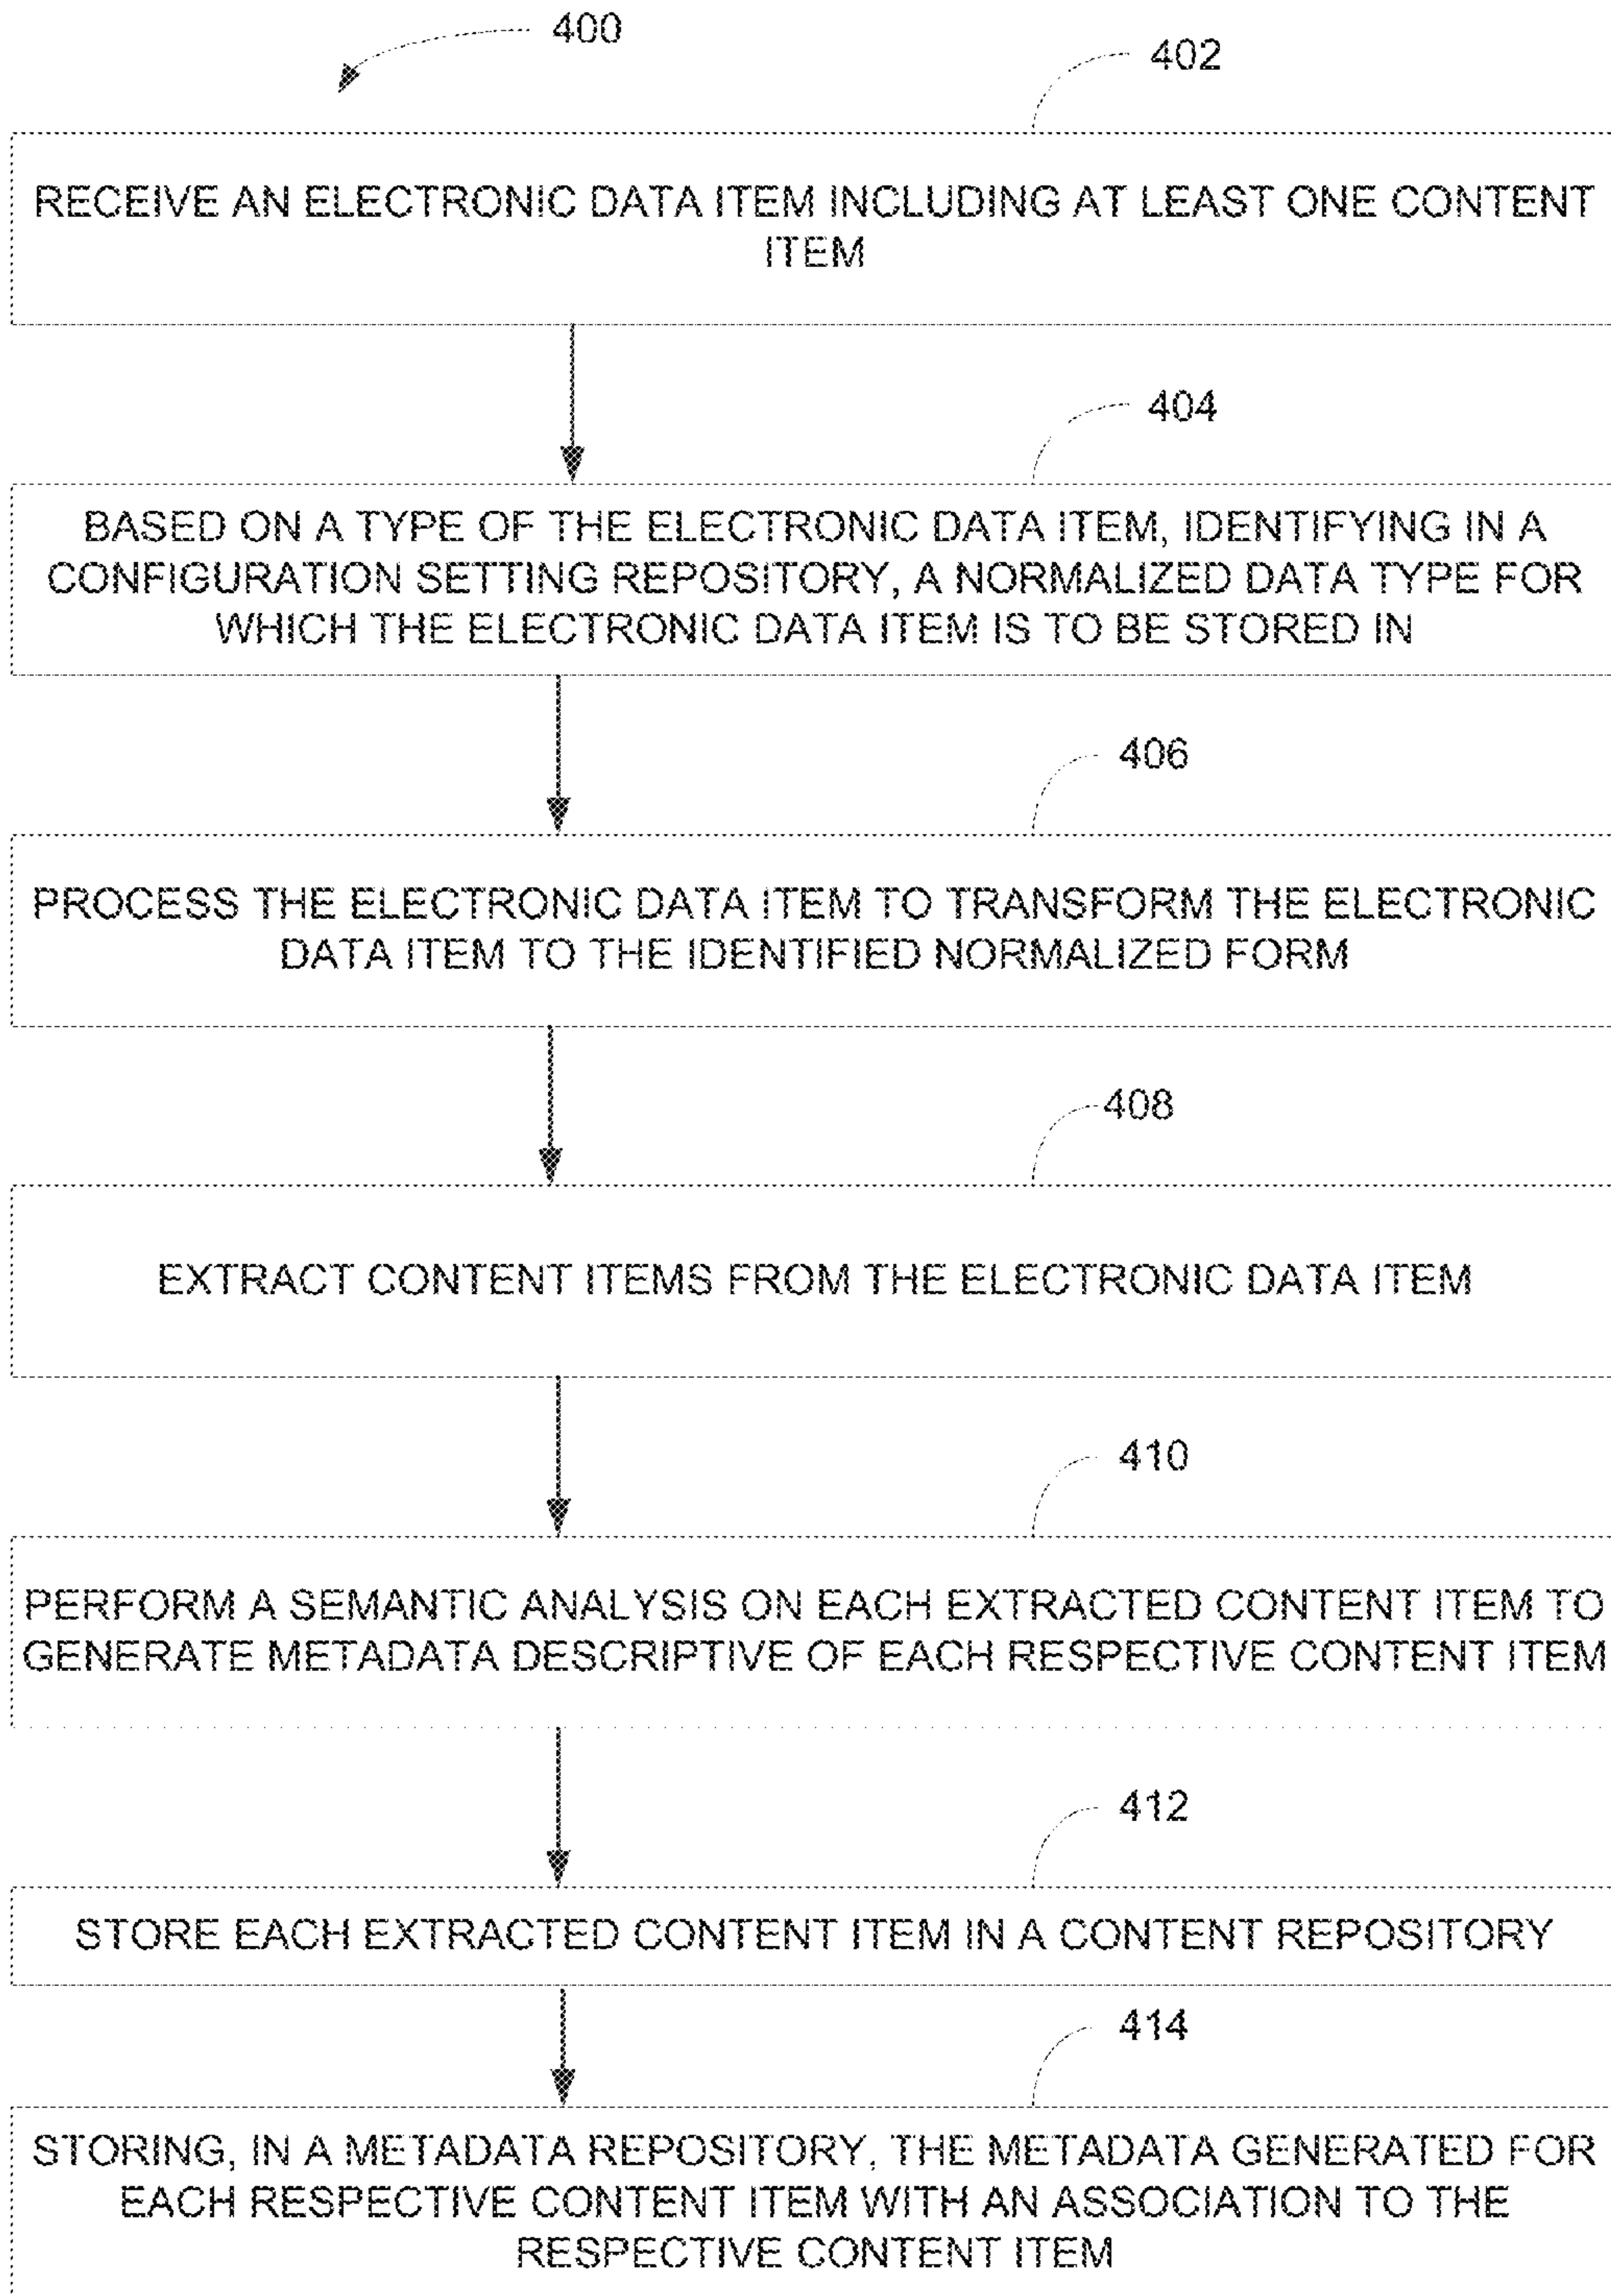 400
402
RECEIVE AN ELECTRONIC DATA ITEM INCLUDING AT LEAST ONE CONTENT
ITEM
404
BASED ON A TYPE OF THE ELECTRONIC DATA ITEM, IDENTIFYING IN A
CONFIGURATION SETTING REPOSITORY, A NORMALIZED DATA TYPE FOR
WHICH THE ELECTRONIC DATA ITEM IS TO BE STORED IN
406
PROCESS THE ELECTRONIC DATA ITEM TO TRANSFORM THE ELECTRONIC
DATA ITEM TO THE IDENTIFIED NORMALIZED FORM
408
EXTRACT CONTENT ITEMS FROM THE ELECTRONIC DATA ITEM
410
PERFORM A SEMANTIC ANALYSIS ON EACH EXTRACTED CONTENT ITEM TO
GENERATE METADATA DESCRIPTIVE OF EACH RESPECTIVE CONTENT ITEM
412
STORE EACH EXTRACTED CONTENT ITEM IN A CONTENT REPOSITORY
414
STORING, IN A METADATA REPOSITORY, THE METADATA GENERATED FOR
EACH RESPECTIVE CONTENT ITEM WITH AN ASSOCIATION TO THE
RESPECTIVE CONTENT ITEM